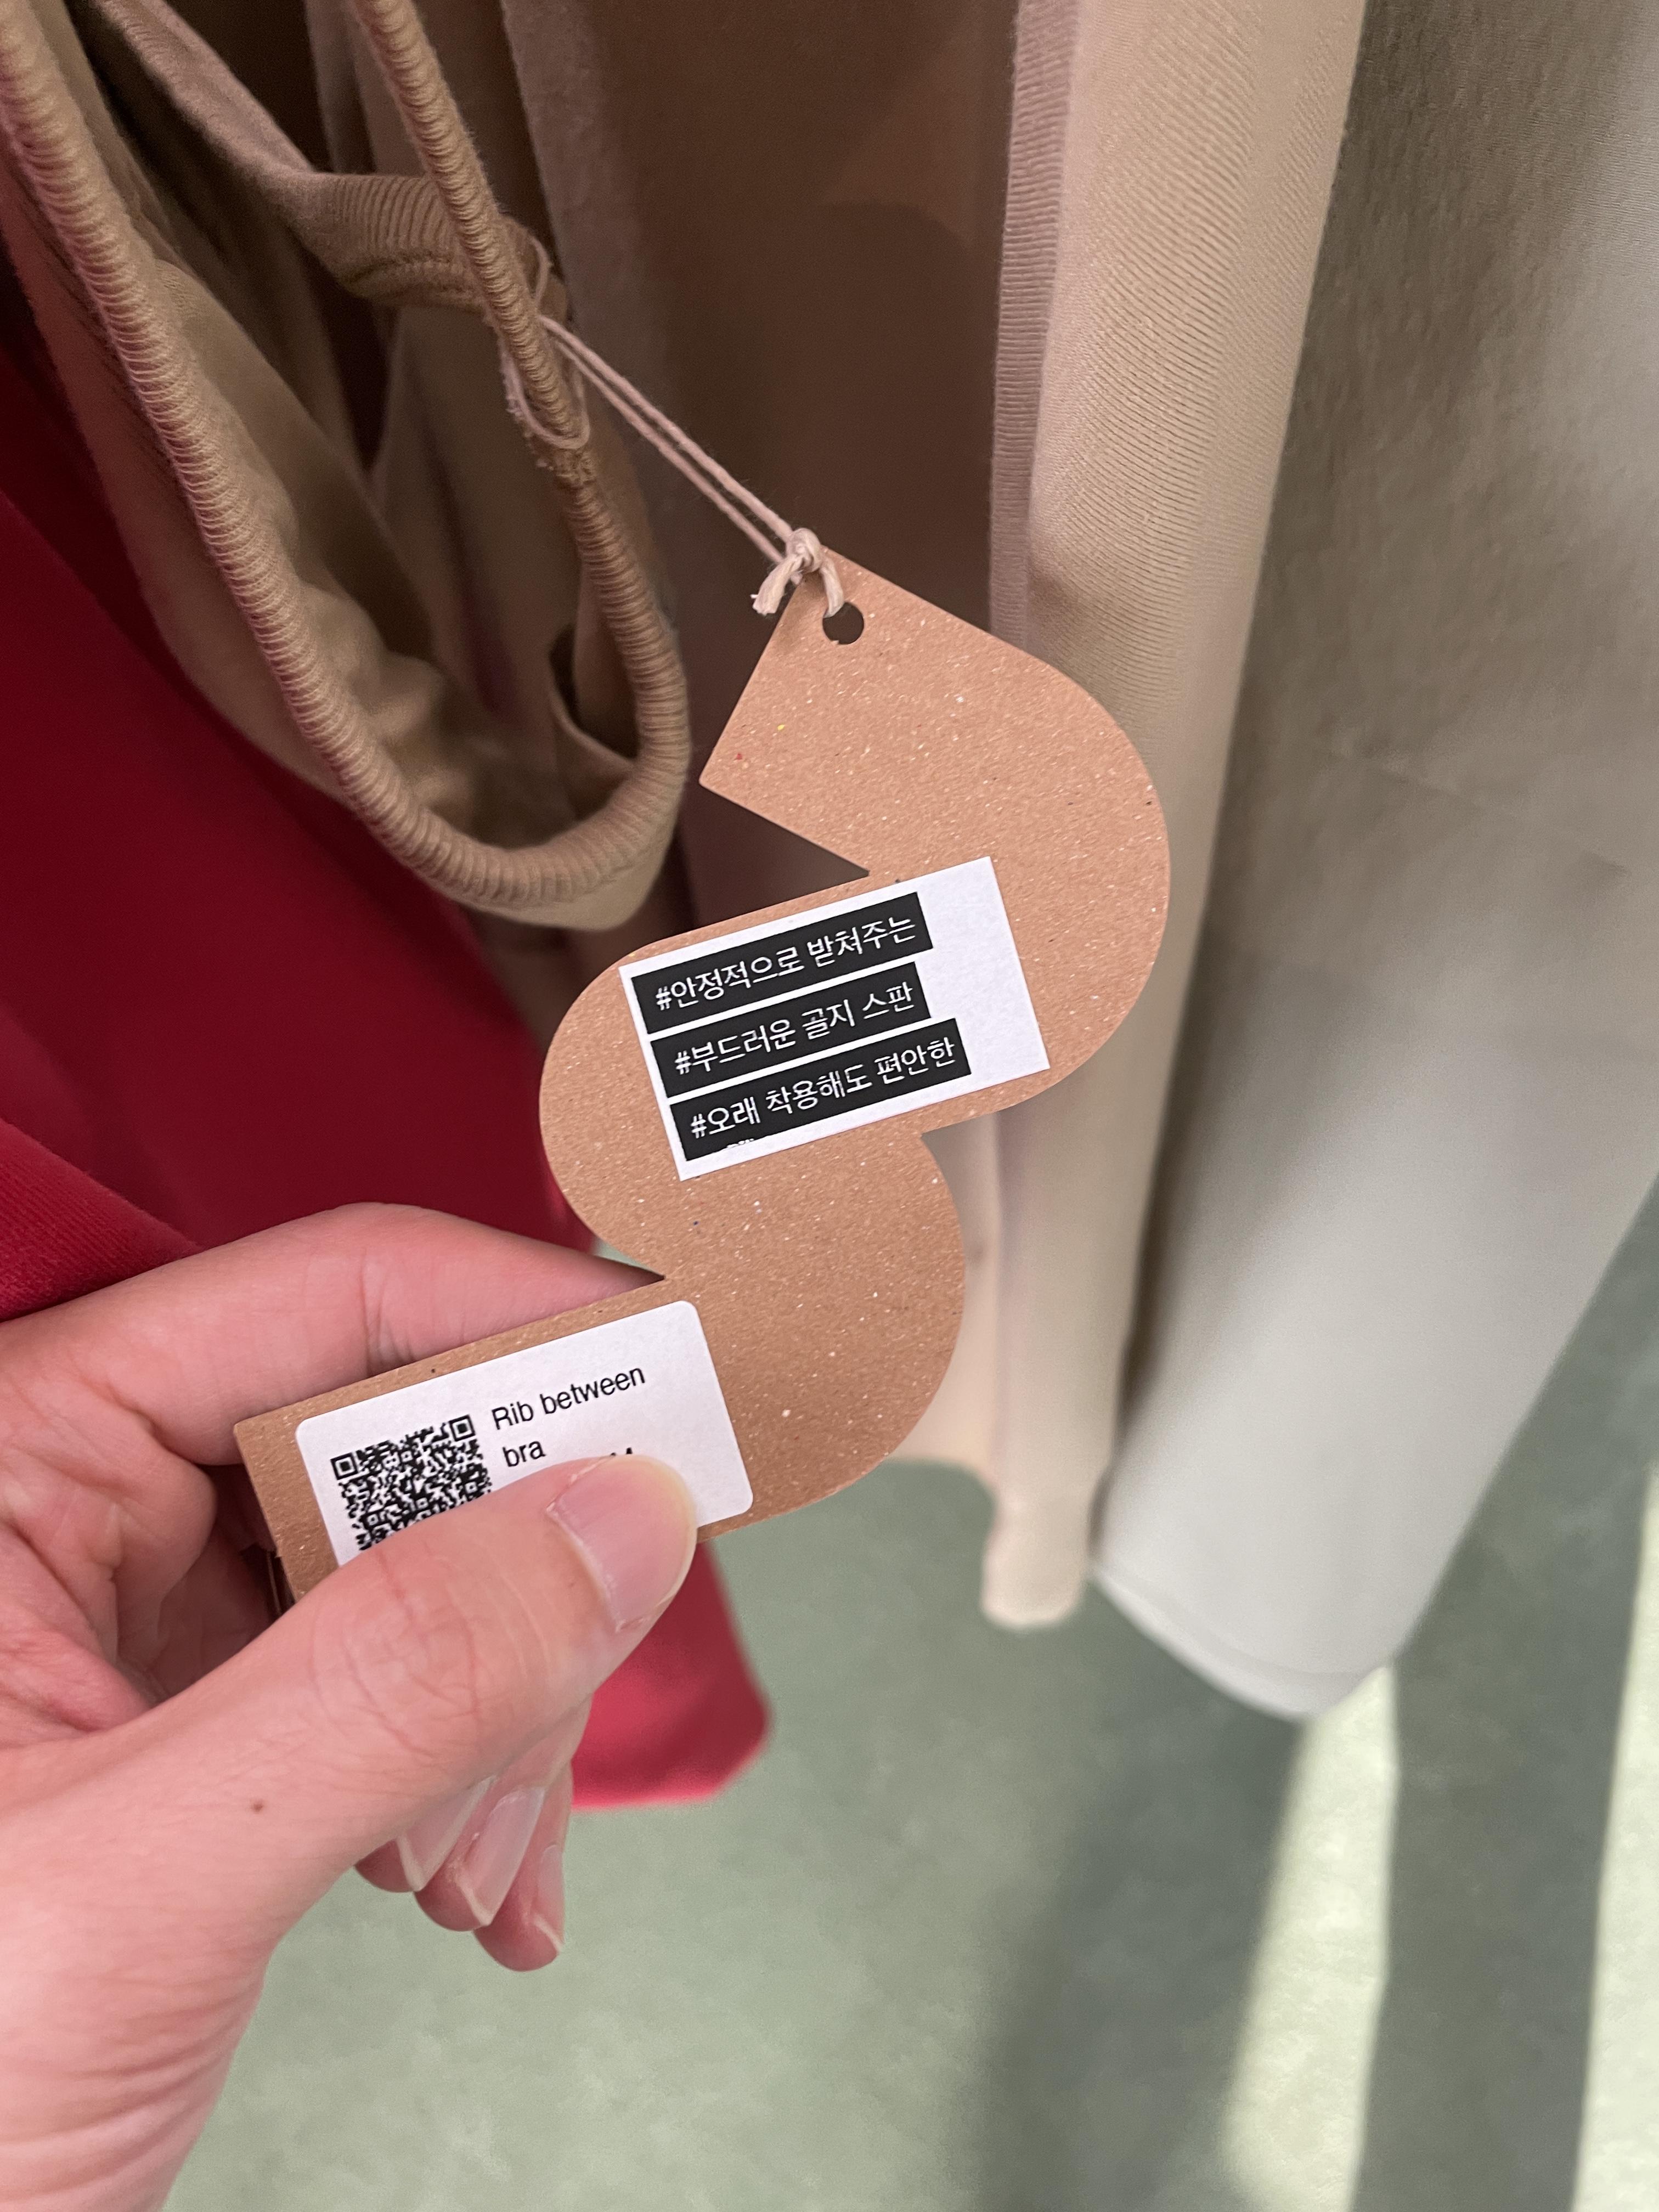 #안정적으로 받쳐주는
#부드러운 골지 스판
#오래 착용해도 편안한
Rib between
bra